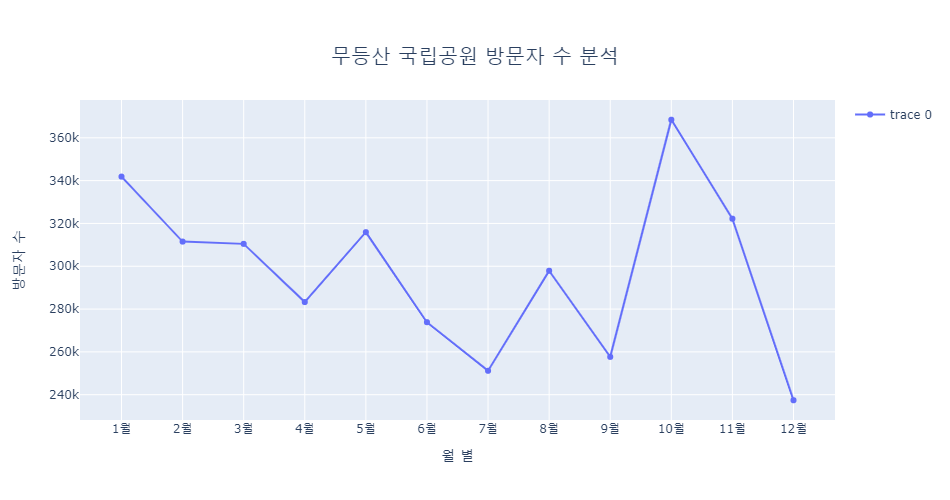 무등산 국립공원 방문자 수 분석
trace 0
360k
340k
320k
300k
280k
260k
240k
방문자 수
1월 2월 3월 4월 5월 6월 7월 8월 9월 10월 11월 12월
월 별